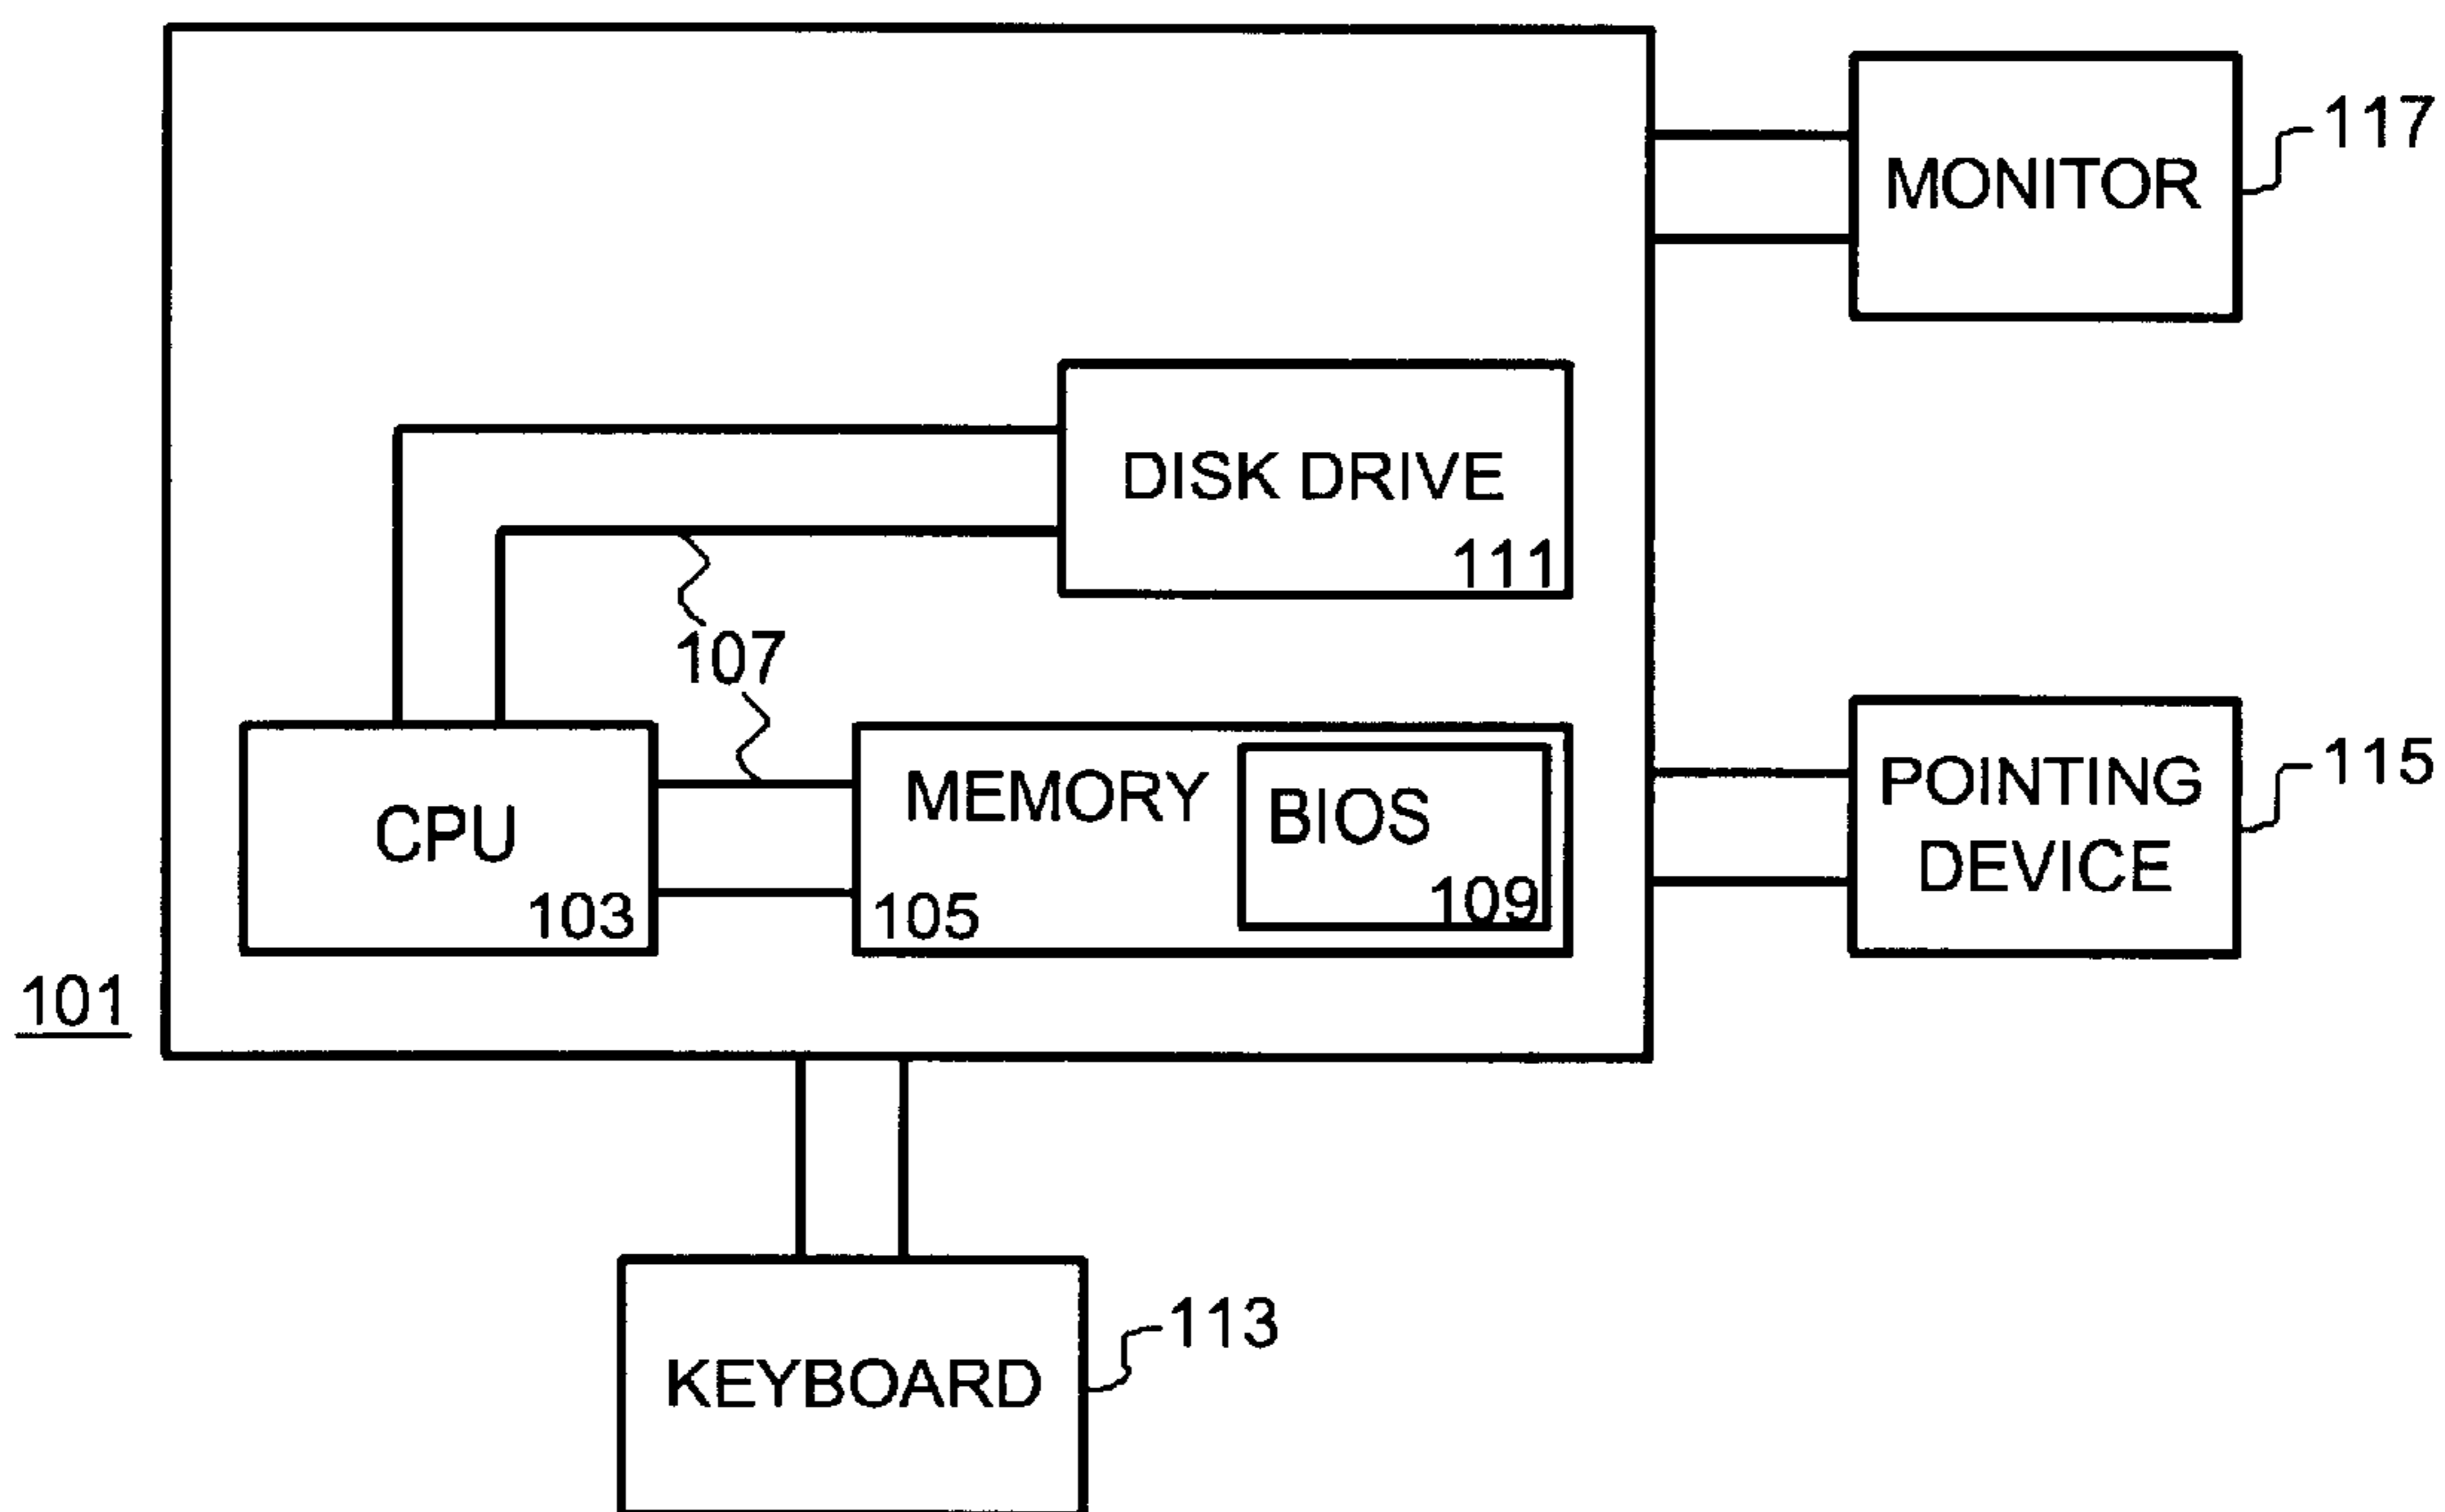 117
MONITOR
DISK DRIVE
111
107
MEMORY
BIOS
CPU
103
105
109
POINTING
DEVICE
115
101
113
KEYBOARD